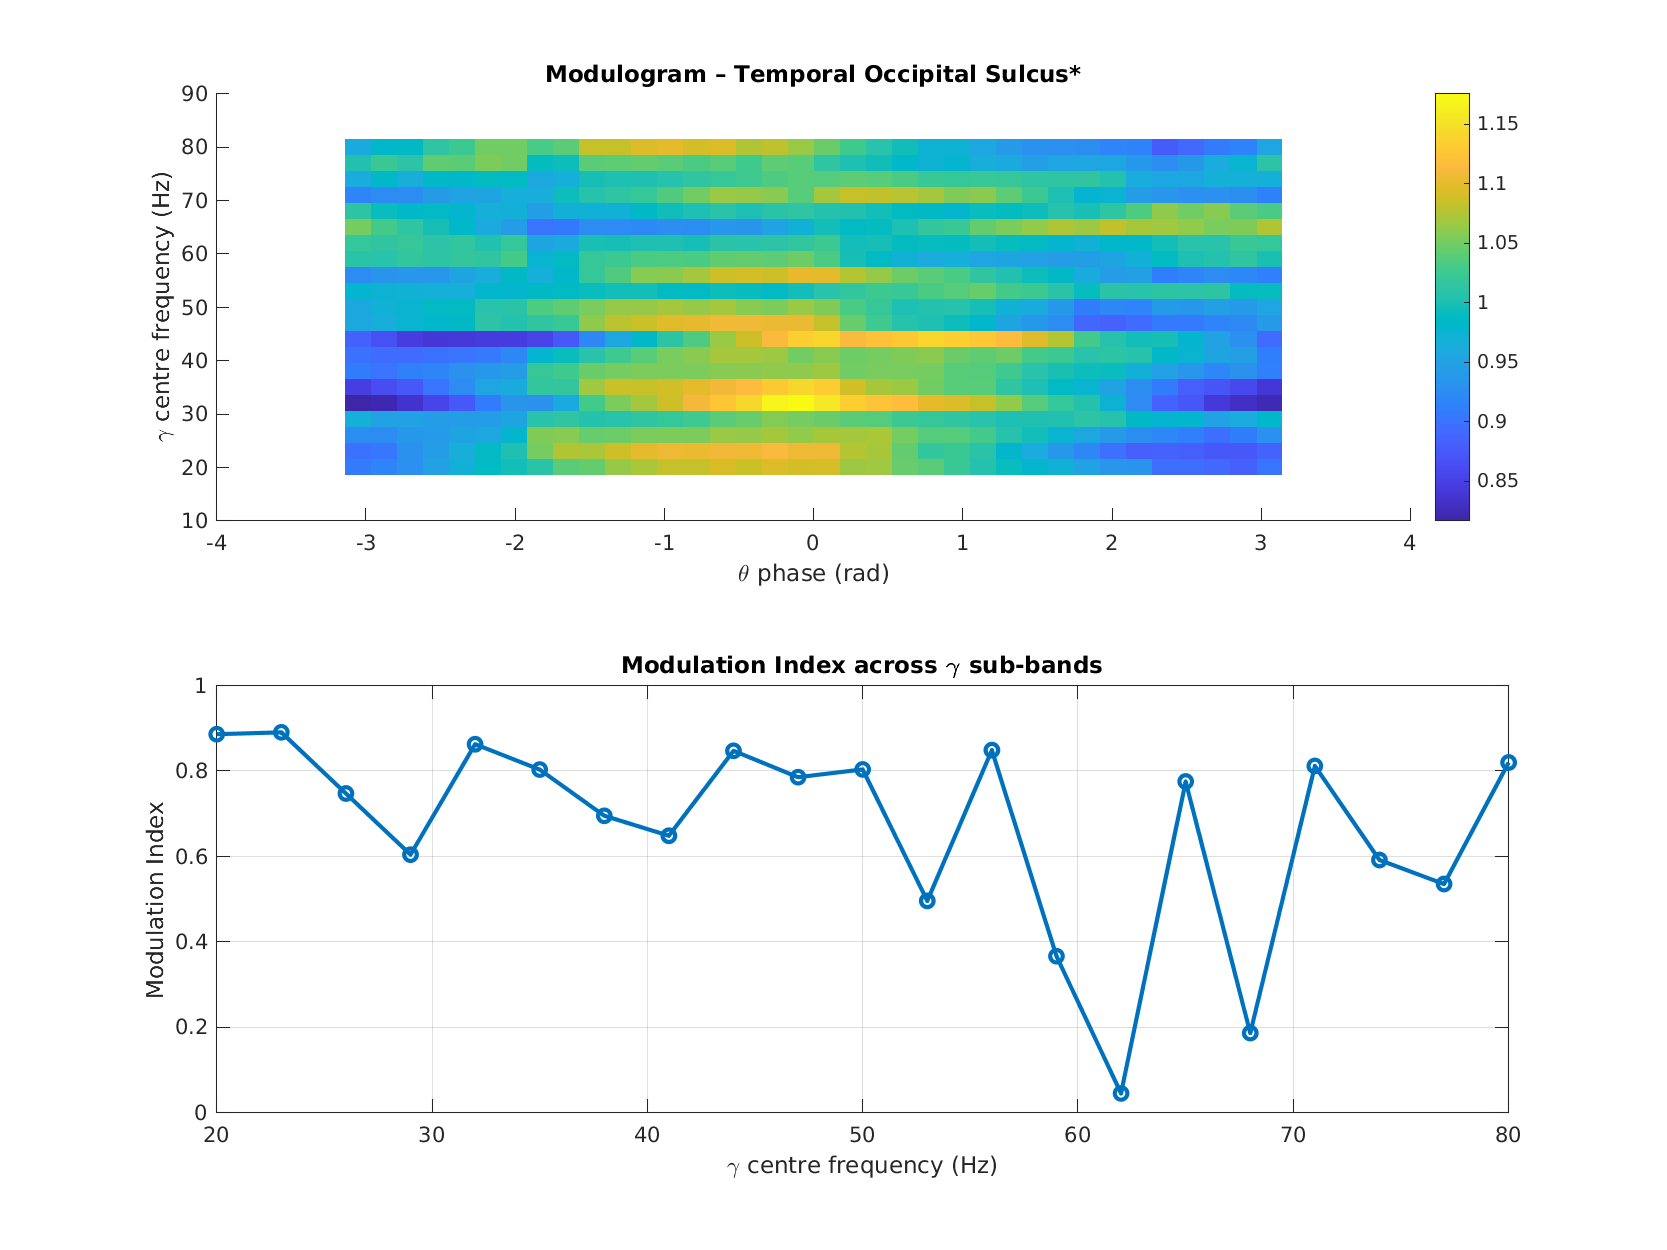 Modulogram – Temporal Occipital Sulcus*
90
80
70
60
50
40
30
20
10
γ centre frequency (Hz)
-4 -3 -2 -1 0 1 2 3 4
θ phase (rad)
1.15
1.1
1.05
1
0.95
0.9
0.85
Modulation Index across γ sub-bands
1
0.8
0.6
0.4
0.2
0
Modulation Index
20 30 40 50 60 70 80
γ centre frequency (Hz)